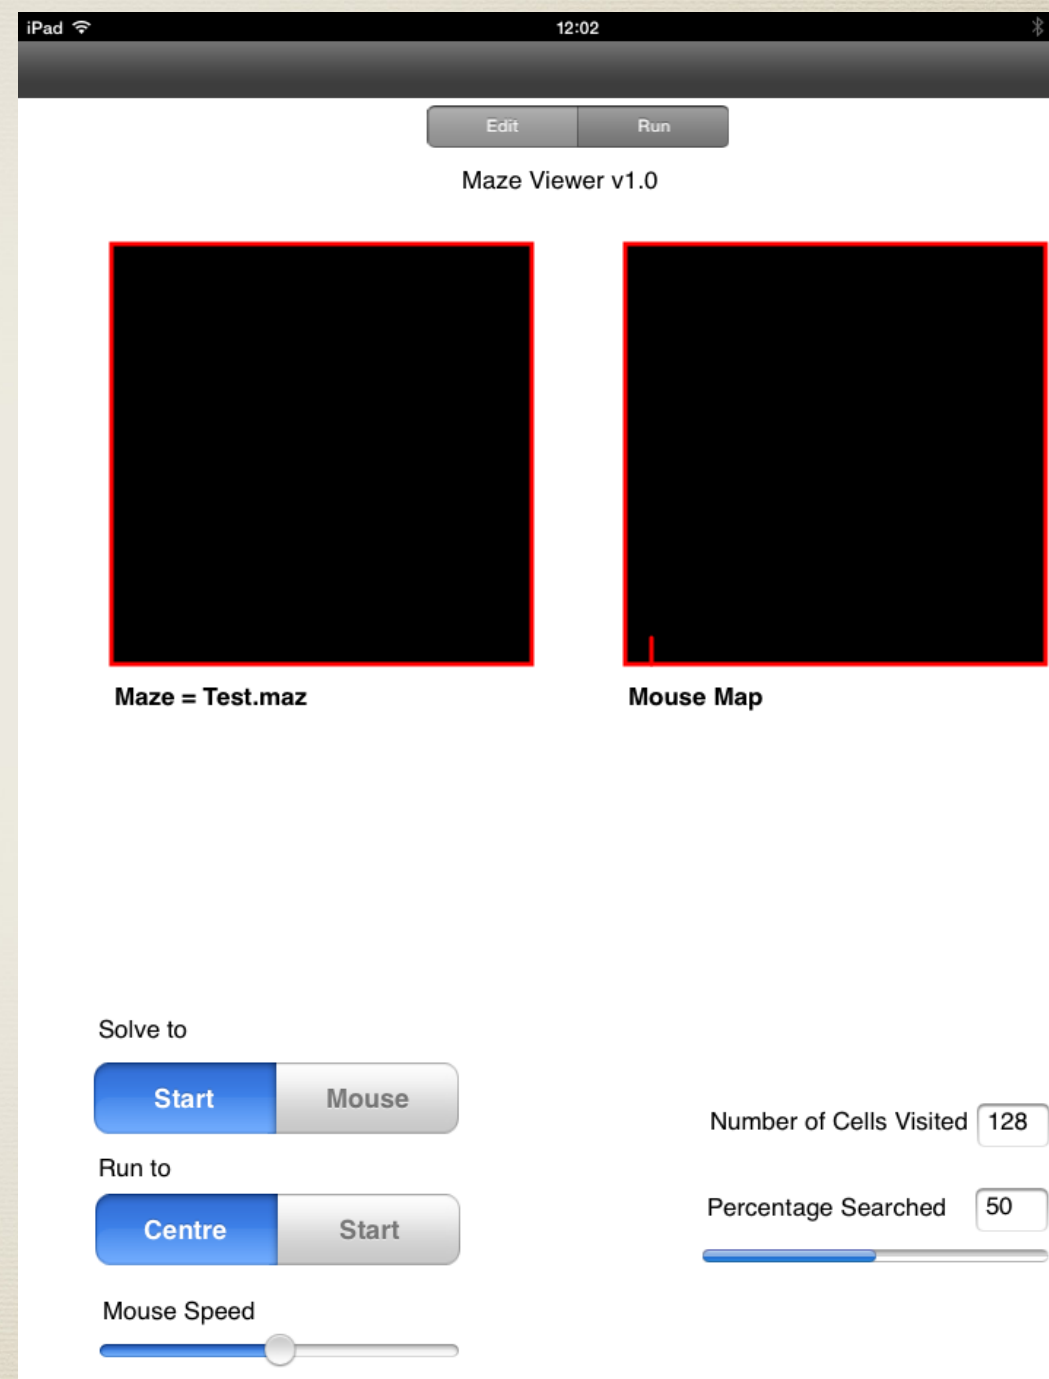 iPad 12:02
Edit Run
Maze Viewer v1.0
Maze = Test.maz Mouse Map
Solve to
Start Mouse
Number of Cells Visited 128
Run to
Percentage Searched 50
Centre Start
Mouse Speed